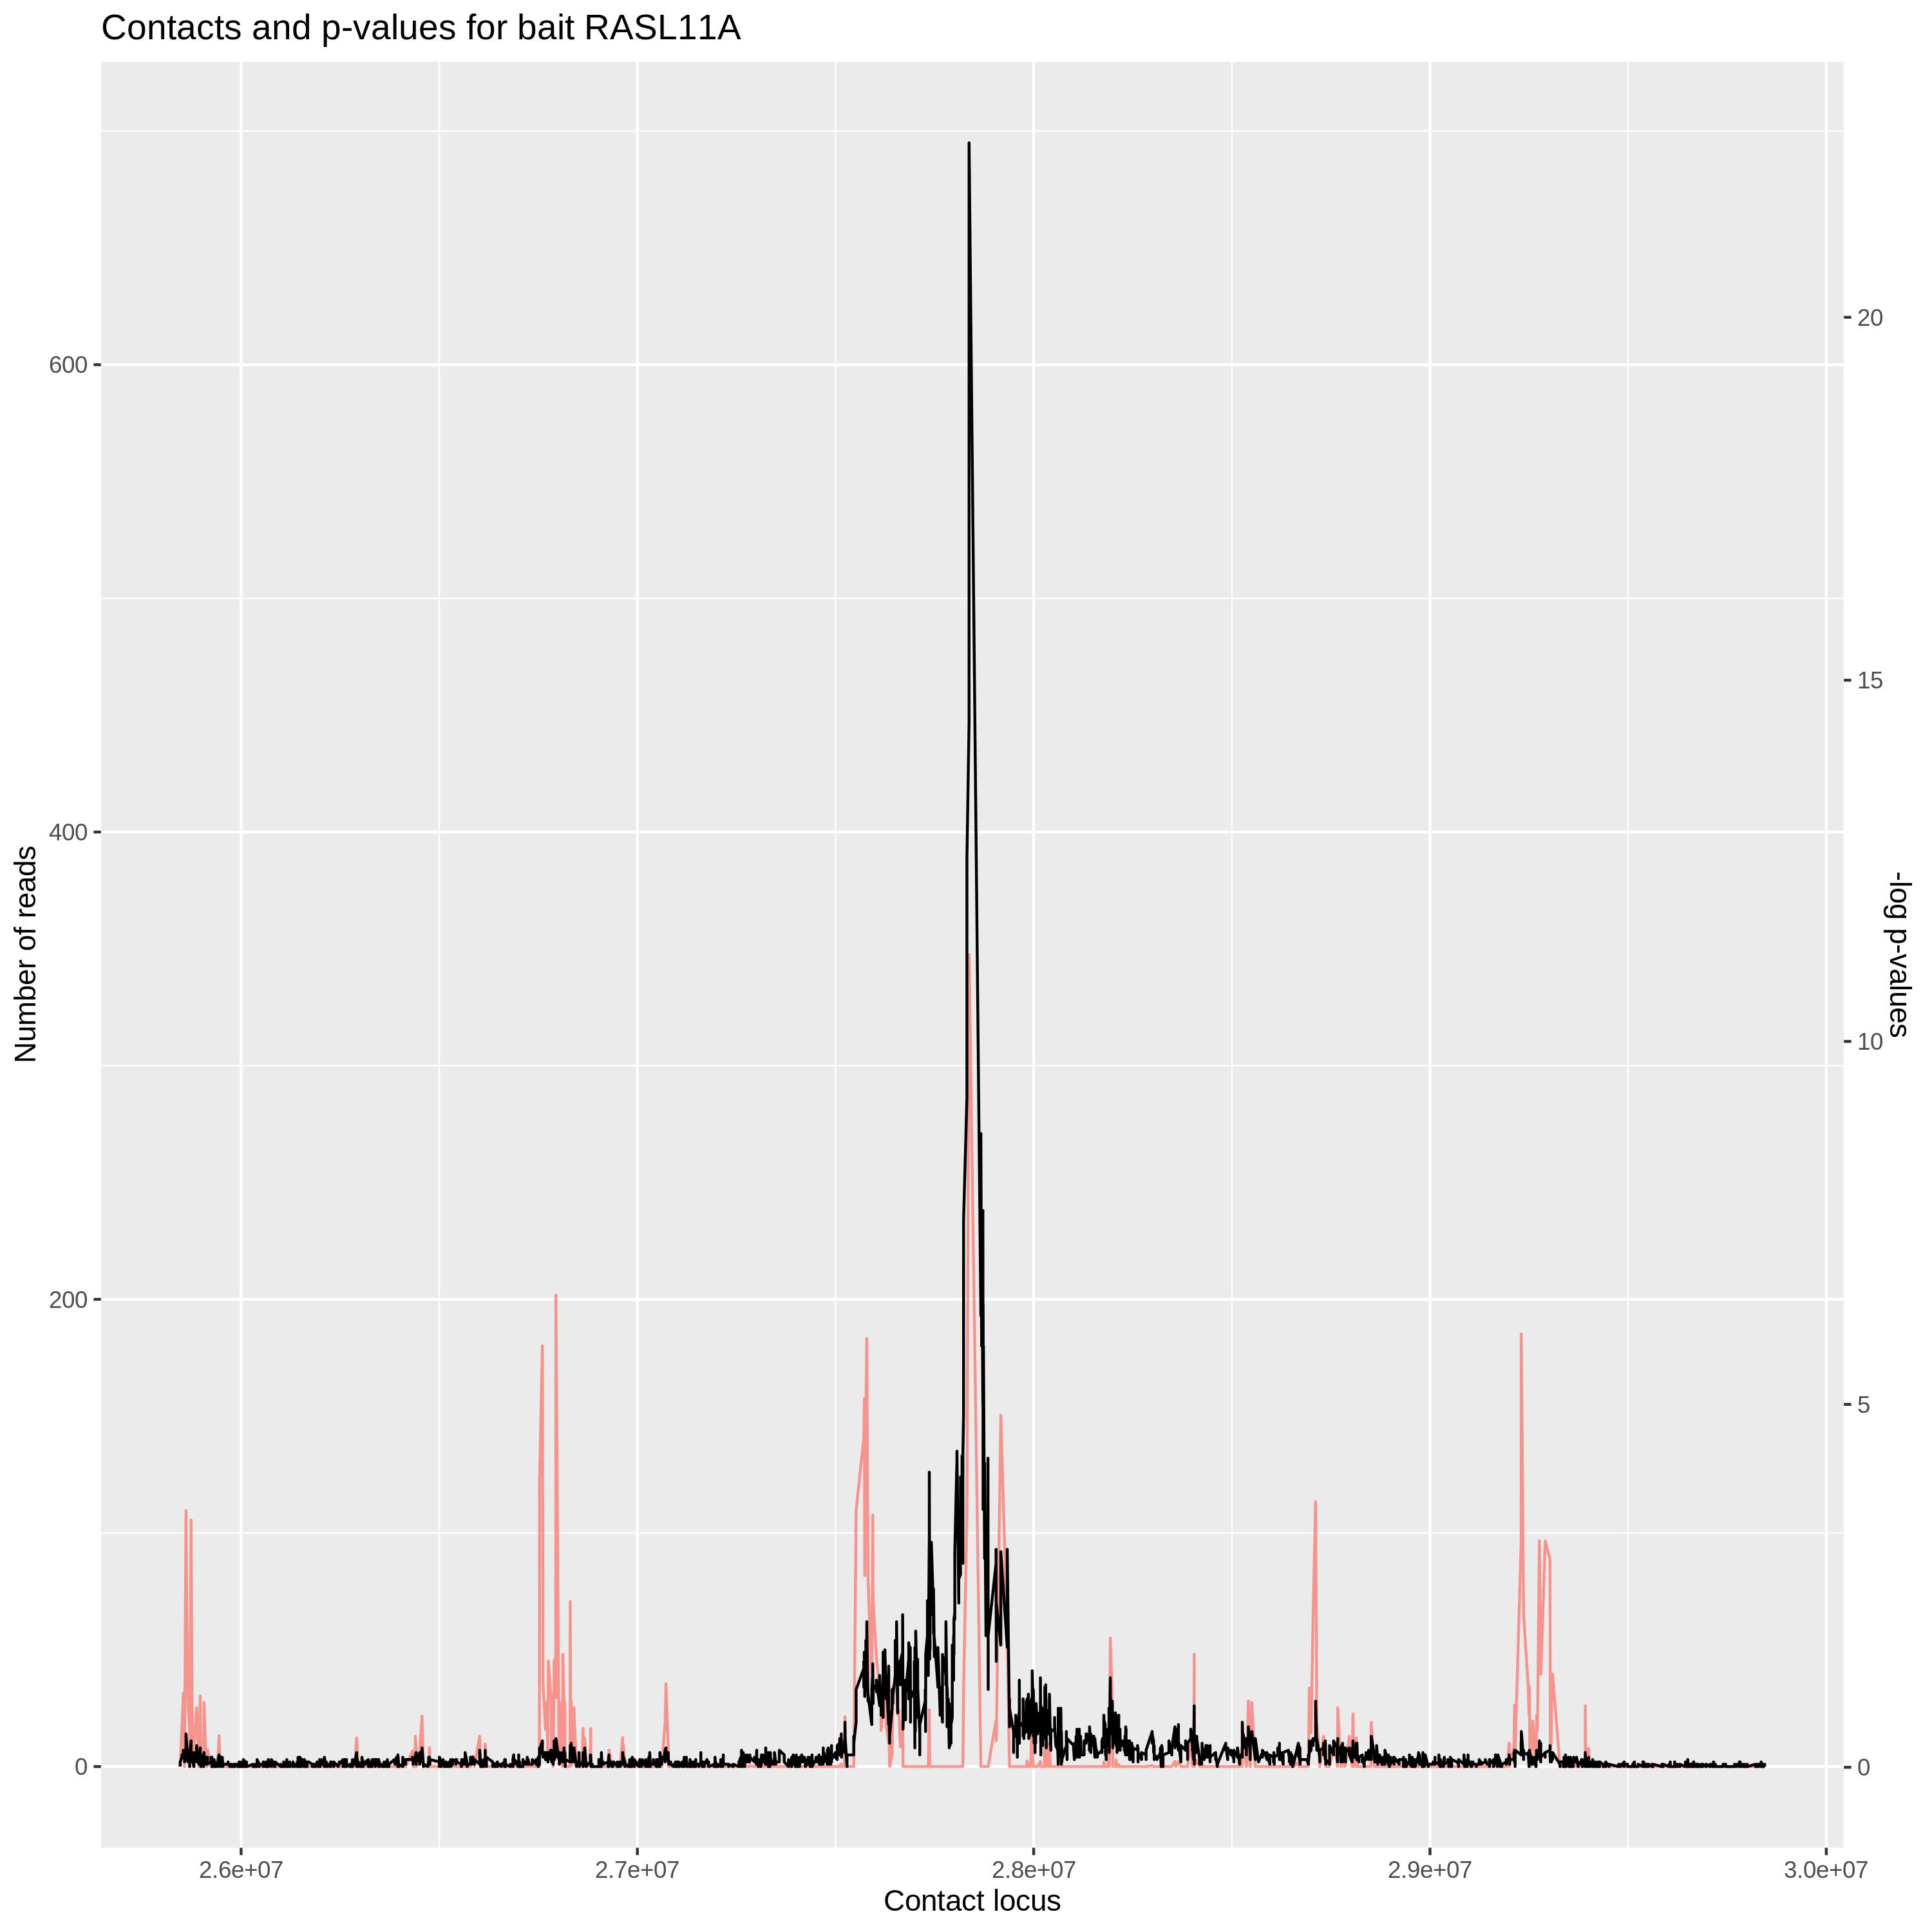 Contacts and p-values for bait RASL11A
Number of reads
600
400
200
0
20
15
10
5
0
-log p-values
2.6e+07
2.7e+07
2.8e+07
2.9e+07
3.0e+07
Contact locus